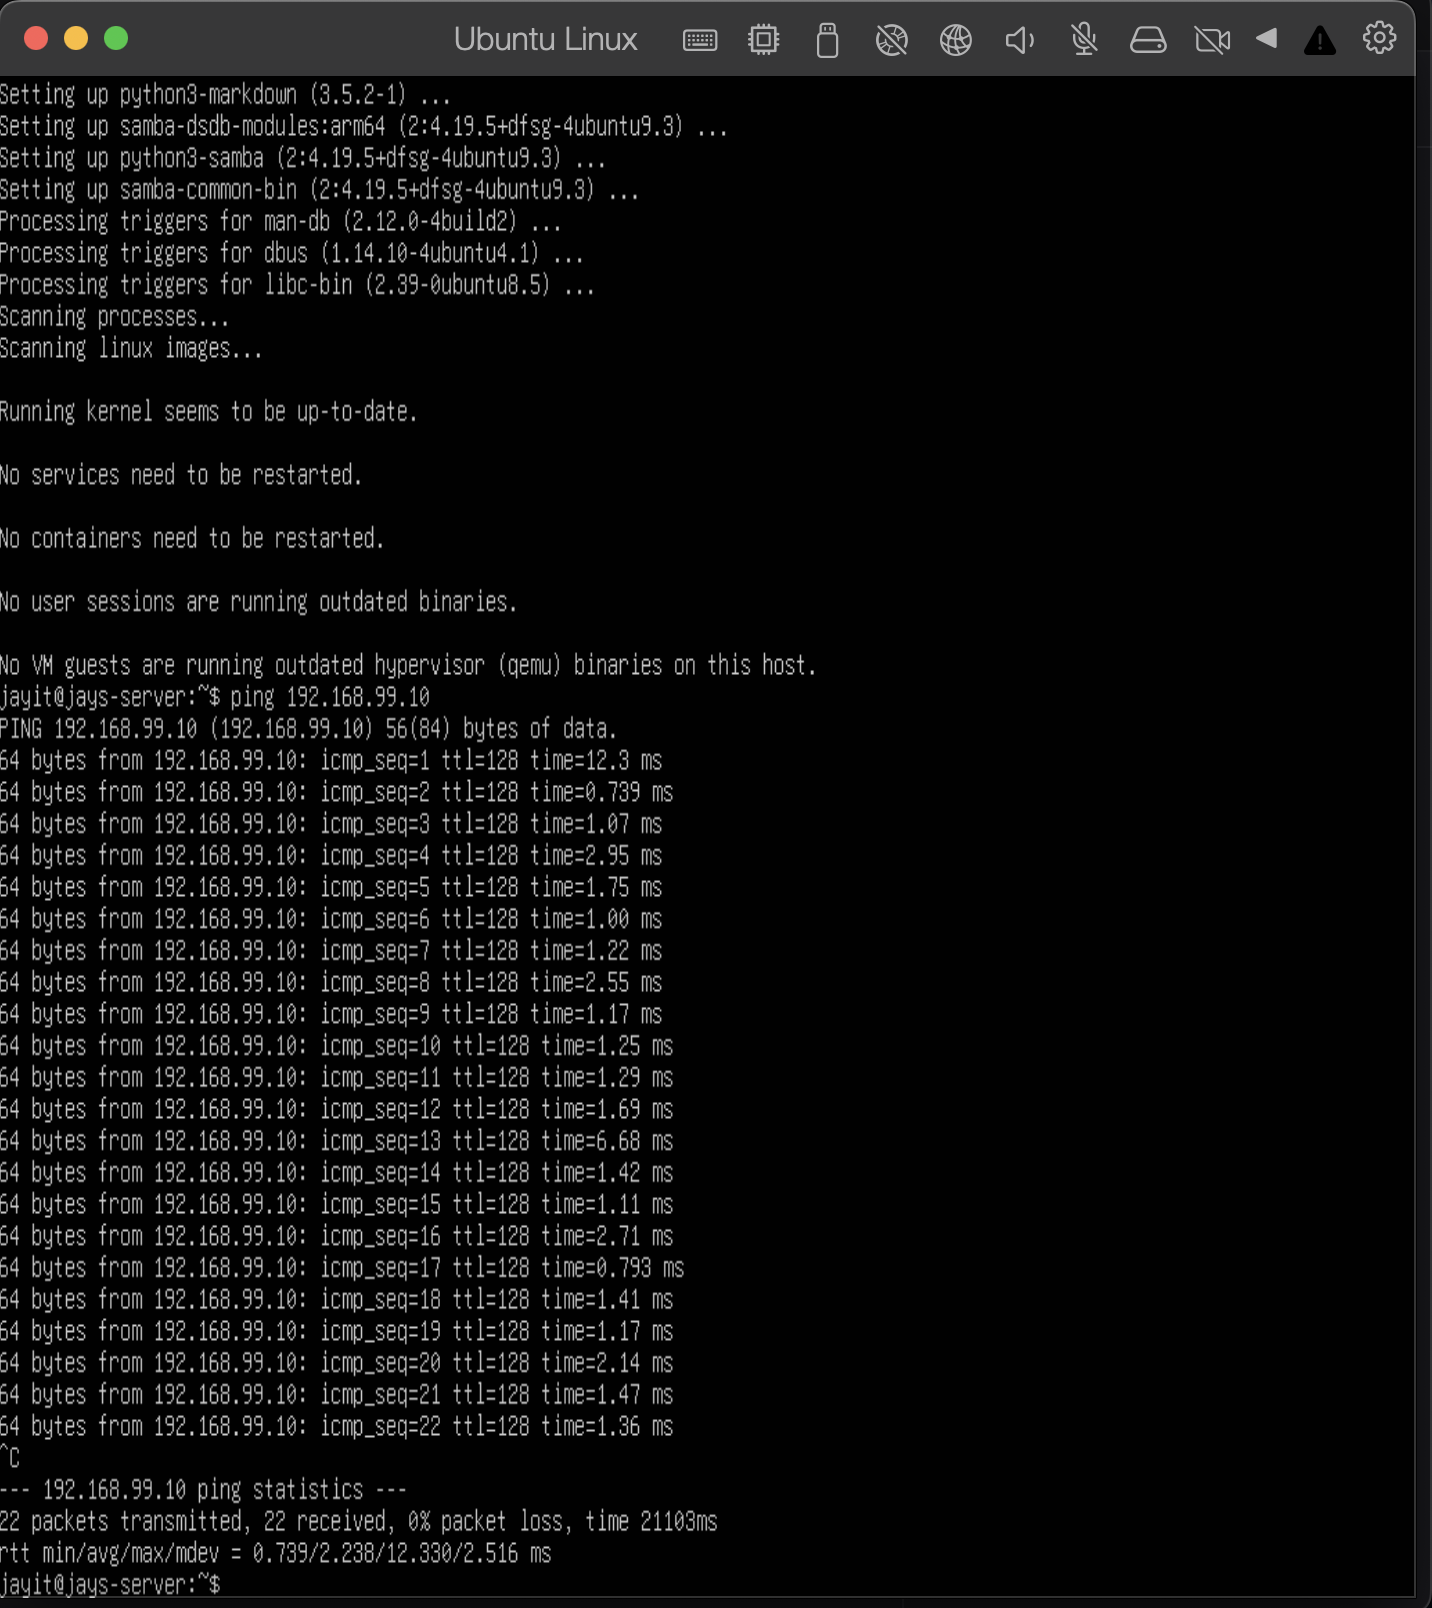 Ubuntu Linux
Setting up python3-markdown (3.5.2-1) ...
Setting up samba-dsdb-modules:arm64 (2:4.19.5+dfsg-4ubuntu9.3) ...
Setting up python3-samba (2:4.19.5+dfsg-4ubuntu9.3) ...
Setting up samba-common-bin (2:4.19.5+dfsg-4ubuntu9.3) ...
Processing triggers for man-db (2.12.0-4build2) ...
Processing triggers for dbus (1.14.10-4ubuntu4.1) ...
Processing triggers for libc-bin (2.39-0ubuntu8.5) ...
Scanning processes...
Scanning linux images...
Running kernel seems to be up-to-date.
No services need to be restarted.
No containers need to be restarted.
No user sessions are running outdated binaries.
No VM guests are running outdated hypervisor (qemu) binaries on this host.
jayit@jays-server:~$ ping 192.168.99.10
PING 192.168.99.10 (192.168.99.10) 56(84) bytes of data.
64 bytes from 192.168.99.10: icmp_seq=1 ttl=128 time=12.3 ms
64 bytes from 192.168.99.10: icmp_seq=2 ttl=128 time=0.739 ms
64 bytes from 192.168.99.10: icmp_seq=3 ttl=128 time=1.07 ms
64 bytes from 192.168.99.10: icmp_seq=4 ttl=128 time=2.95 ms
64 bytes from 192.168.99.10: icmp_seq=5 ttl=128 time=1.75 ms
64 bytes from 192.168.99.10: icmp_seq=6 ttl=128 time=1.00 ms
64 bytes from 192.168.99.10: icmp_seq=7 ttl=128 time=1.22 ms
64 bytes from 192.168.99.10: icmp_seq=8 ttl=128 time=2.55 ms
64 bytes from 192.168.99.10: icmp_seq=9 ttl=128 time=1.17 ms
64 bytes from 192.168.99.10: icmp_seq=10 ttl=128 time=1.25 ms
64 bytes from 192.168.99.10: icmp_seq=11 ttl=128 time=1.29 ms
64 bytes from 192.168.99.10: icmp_seq=12 ttl=128 time=1.69 ms
64 bytes from 192.168.99.10: icmp_seq=13 ttl=128 time=6.68 ms
64 bytes from 192.168.99.10: icmp_seq=14 ttl=128 time=1.42 ms
64 bytes from 192.168.99.10: icmp_seq=15 ttl=128 time=1.11 ms
64 bytes from 192.168.99.10: icmp_seq=16 ttl=128 time=2.71 ms
64 bytes from 192.168.99.10: icmp_seq=17 ttl=128 time=0.793 ms
64 bytes from 192.168.99.10: icmp_seq=18 ttl=128 time=1.41 ms
64 bytes from 192.168.99.10: icmp_seq=19 ttl=128 time=1.17 ms
64 bytes from 192.168.99.10: icmp_seq=20 ttl=128 time=2.14 ms
64 bytes from 192.168.99.10: icmp_seq=21 ttl=128 time=1.47 ms
64 bytes from 192.168.99.10: icmp_seq=22 ttl=128 time=1.36 ms
^C
--- 192.168.99.10 ping statistics ---
22 packets transmitted, 22 received, 0% packet loss, time 21103ms
rtt min/avg/max/mdev = 0.739/2.238/12.330/2.516 ms
jayit@jays-server:~$